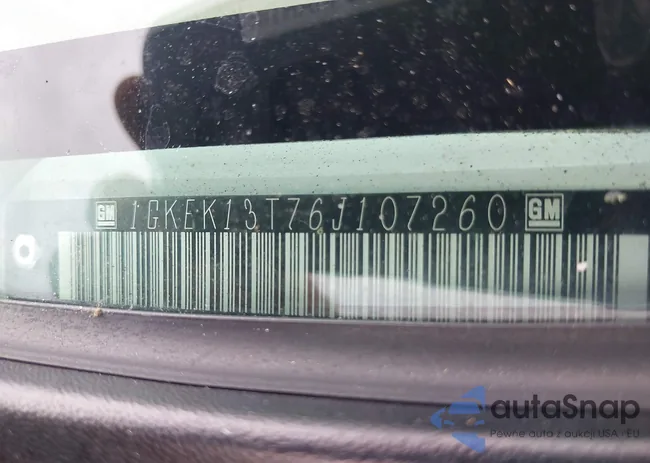 GM 1GKEK13T76J107260 GM
autaSnap
Pewne auta z aukcji USA - EU